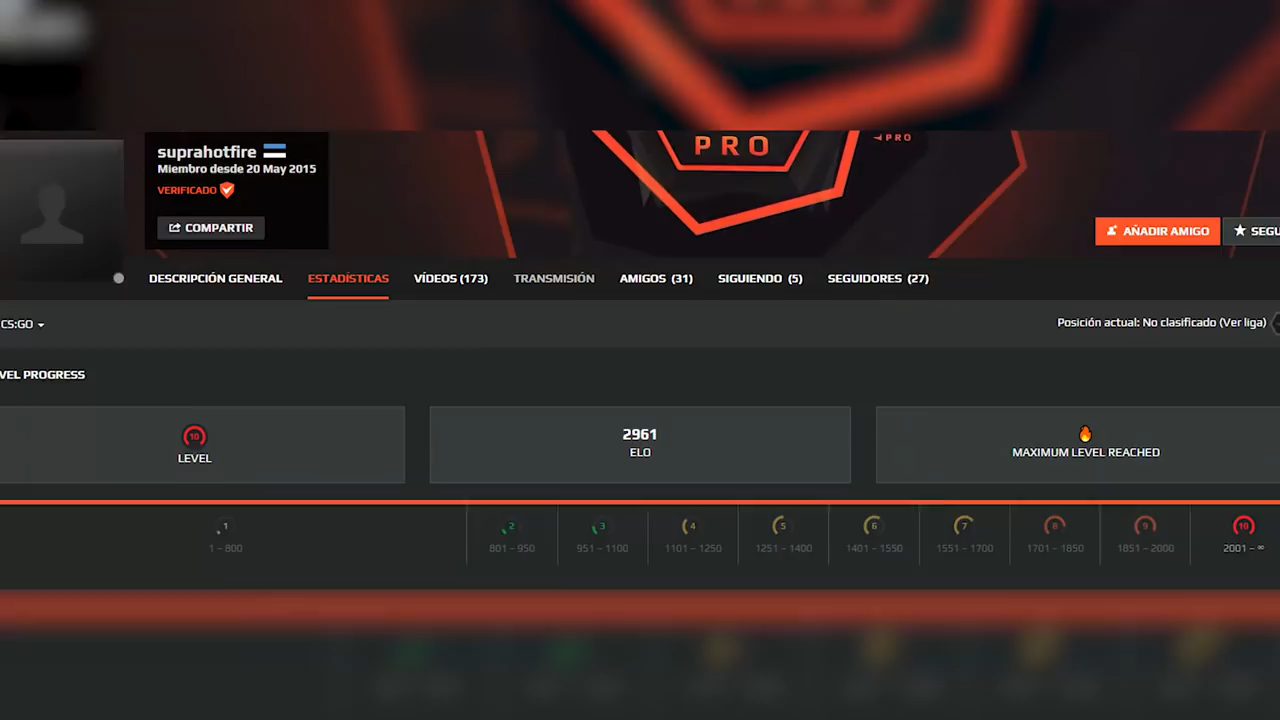 PRO
PRO
suprahotfire
Miembro desde 20 May 2015
VERIFICADO
COMPARTIR
AÑADIR AMIGO
SEGU
DESCRIPCIÓN GENERAL
ESTADÍSTICAS
VÍDEOS (173)
TRANSMISIÓN
AMIGOS (31)
SIGUIENDO (5)
SEGUIDORES (27)
CS:GO
Posición actual: No clasificado (Ver liga)
VEL PROGRESS
10
LEVEL
2961
ELO
MAXIMUM LEVEL REACHED
1 2 3 4 5 6 7 8 9 10
1 – 800 801 – 950 951 – 1100 1101 – 1250 1251 – 1400 1401 – 1550 1551 – 1700 1701 – 1850 1851 – 2000 2001 – ∞